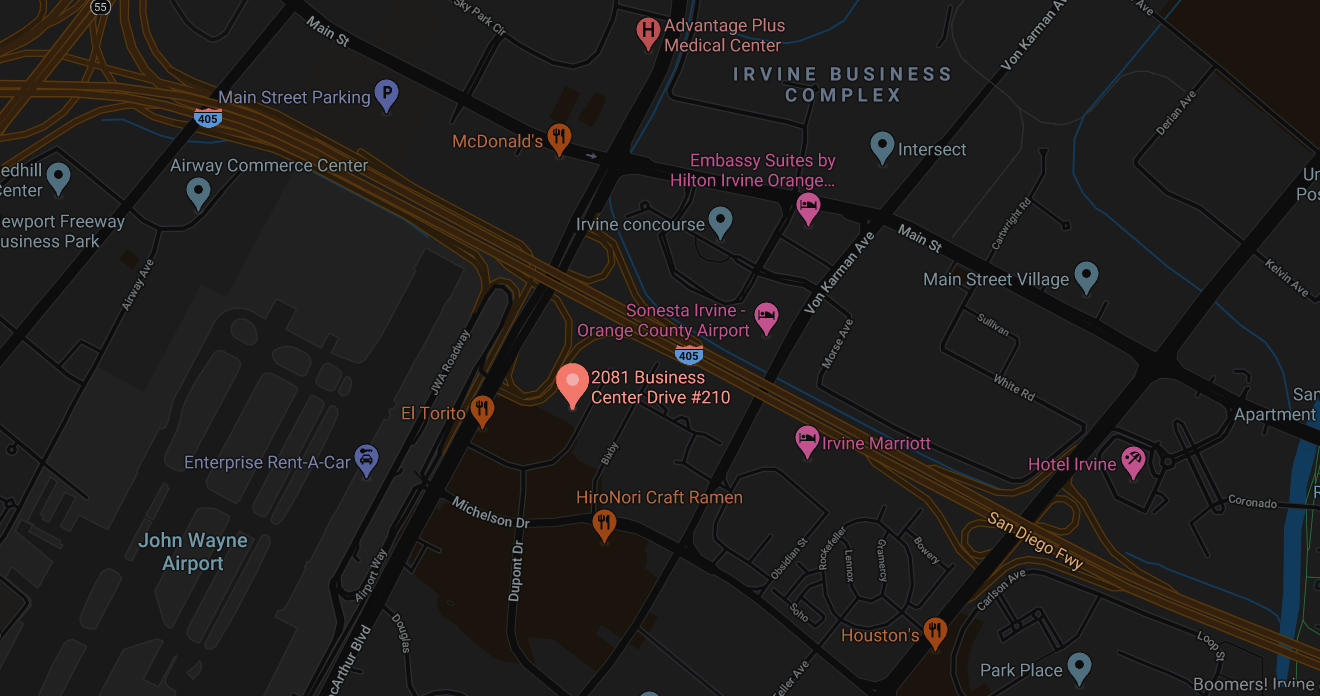 55
Main St
Sky Park Cir
Advantage Plus
Medical Center
Von Karman Av
Ave
IRVINE BUSINESS
COMPLEX
Main Street Parking
P
H
405
McDonald's
Derian Ave
Intersect
edhill
Center
Airway Commerce Center
Embassy Suites by
Hilton Irvine Orange...
Un
Pos
ewport Freeway
usiness Park
Irvine concourse
Cartwright Rd
Main St
Airway Ave
Von Karman Ave
Main Street Village
Kelvin Ave
Sonesta Irvine -
Orange County Airport
Sullivan
JWA Roadway
Morse Ave
405
2081 Business
Center Drive #210
White Rd
San
Apartment
El Torito
Irvine Marriott
Bixby
Enterprise Rent-A-Car
Hotel Irvine
HiroNori Craft Ramen
Michelson Dr
Coronado
R
San Diego Fwy
John Wayne
Airport
Dupont Dr
Obsidian St
Rockefeller
Lennox
Gramercy
Bowery
Airport Way
Carlson Ave
Soho
Douglas
Houston's
Loop St
cArthur Blvd
eller Ave
Park Place
Boomers! Irvine